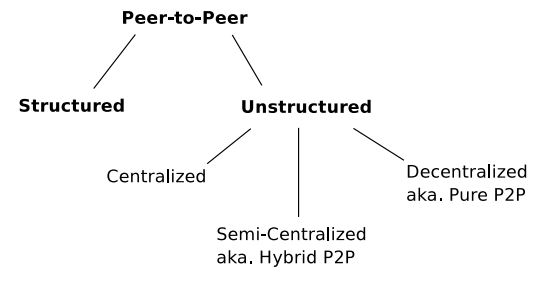 Peer-to-Peer
Structured
Unstructured
Centralized
Decentralized
aka. Pure P2P
Semi-Centralized
aka. Hybrid P2P